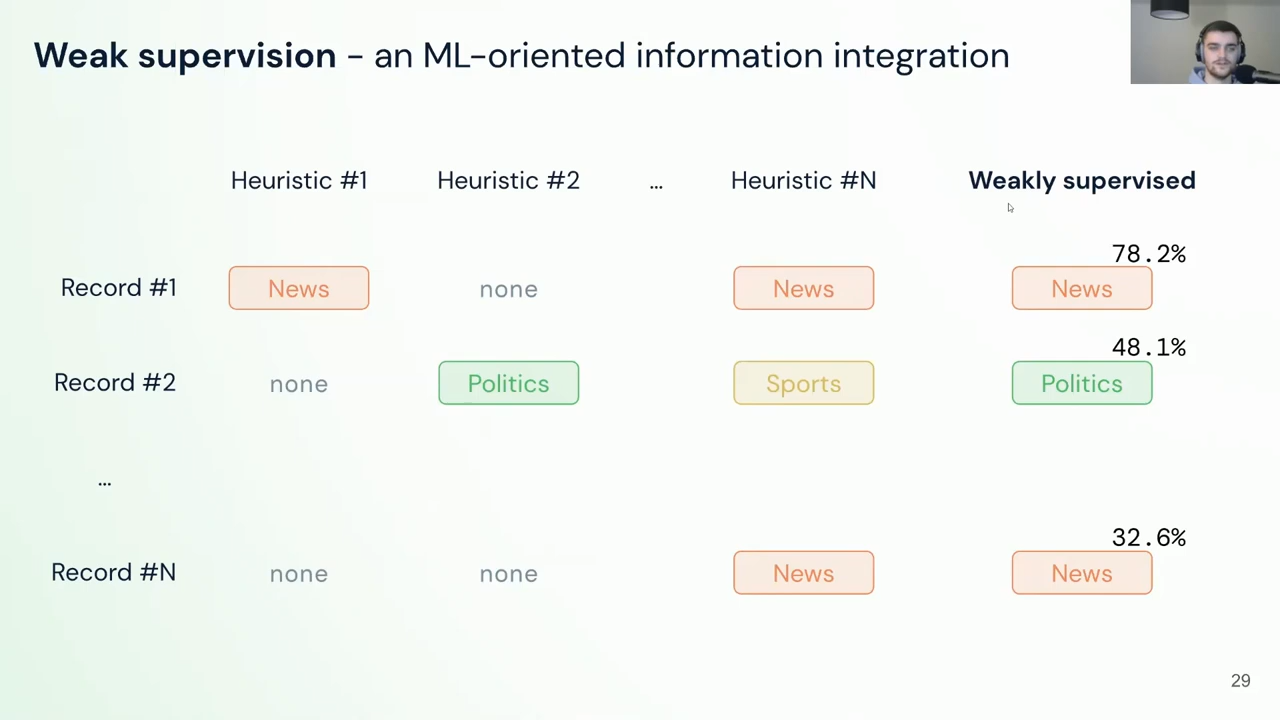 Weak supervision - an ML-oriented information integration
Heuristic #1 Heuristic #2 ... Heuristic #N Weakly supervised
78.2%
Record #1 News none News News
48.1%
Record #2 none Politics Sports Politics
...
32.6%
Record #N none none News News
29